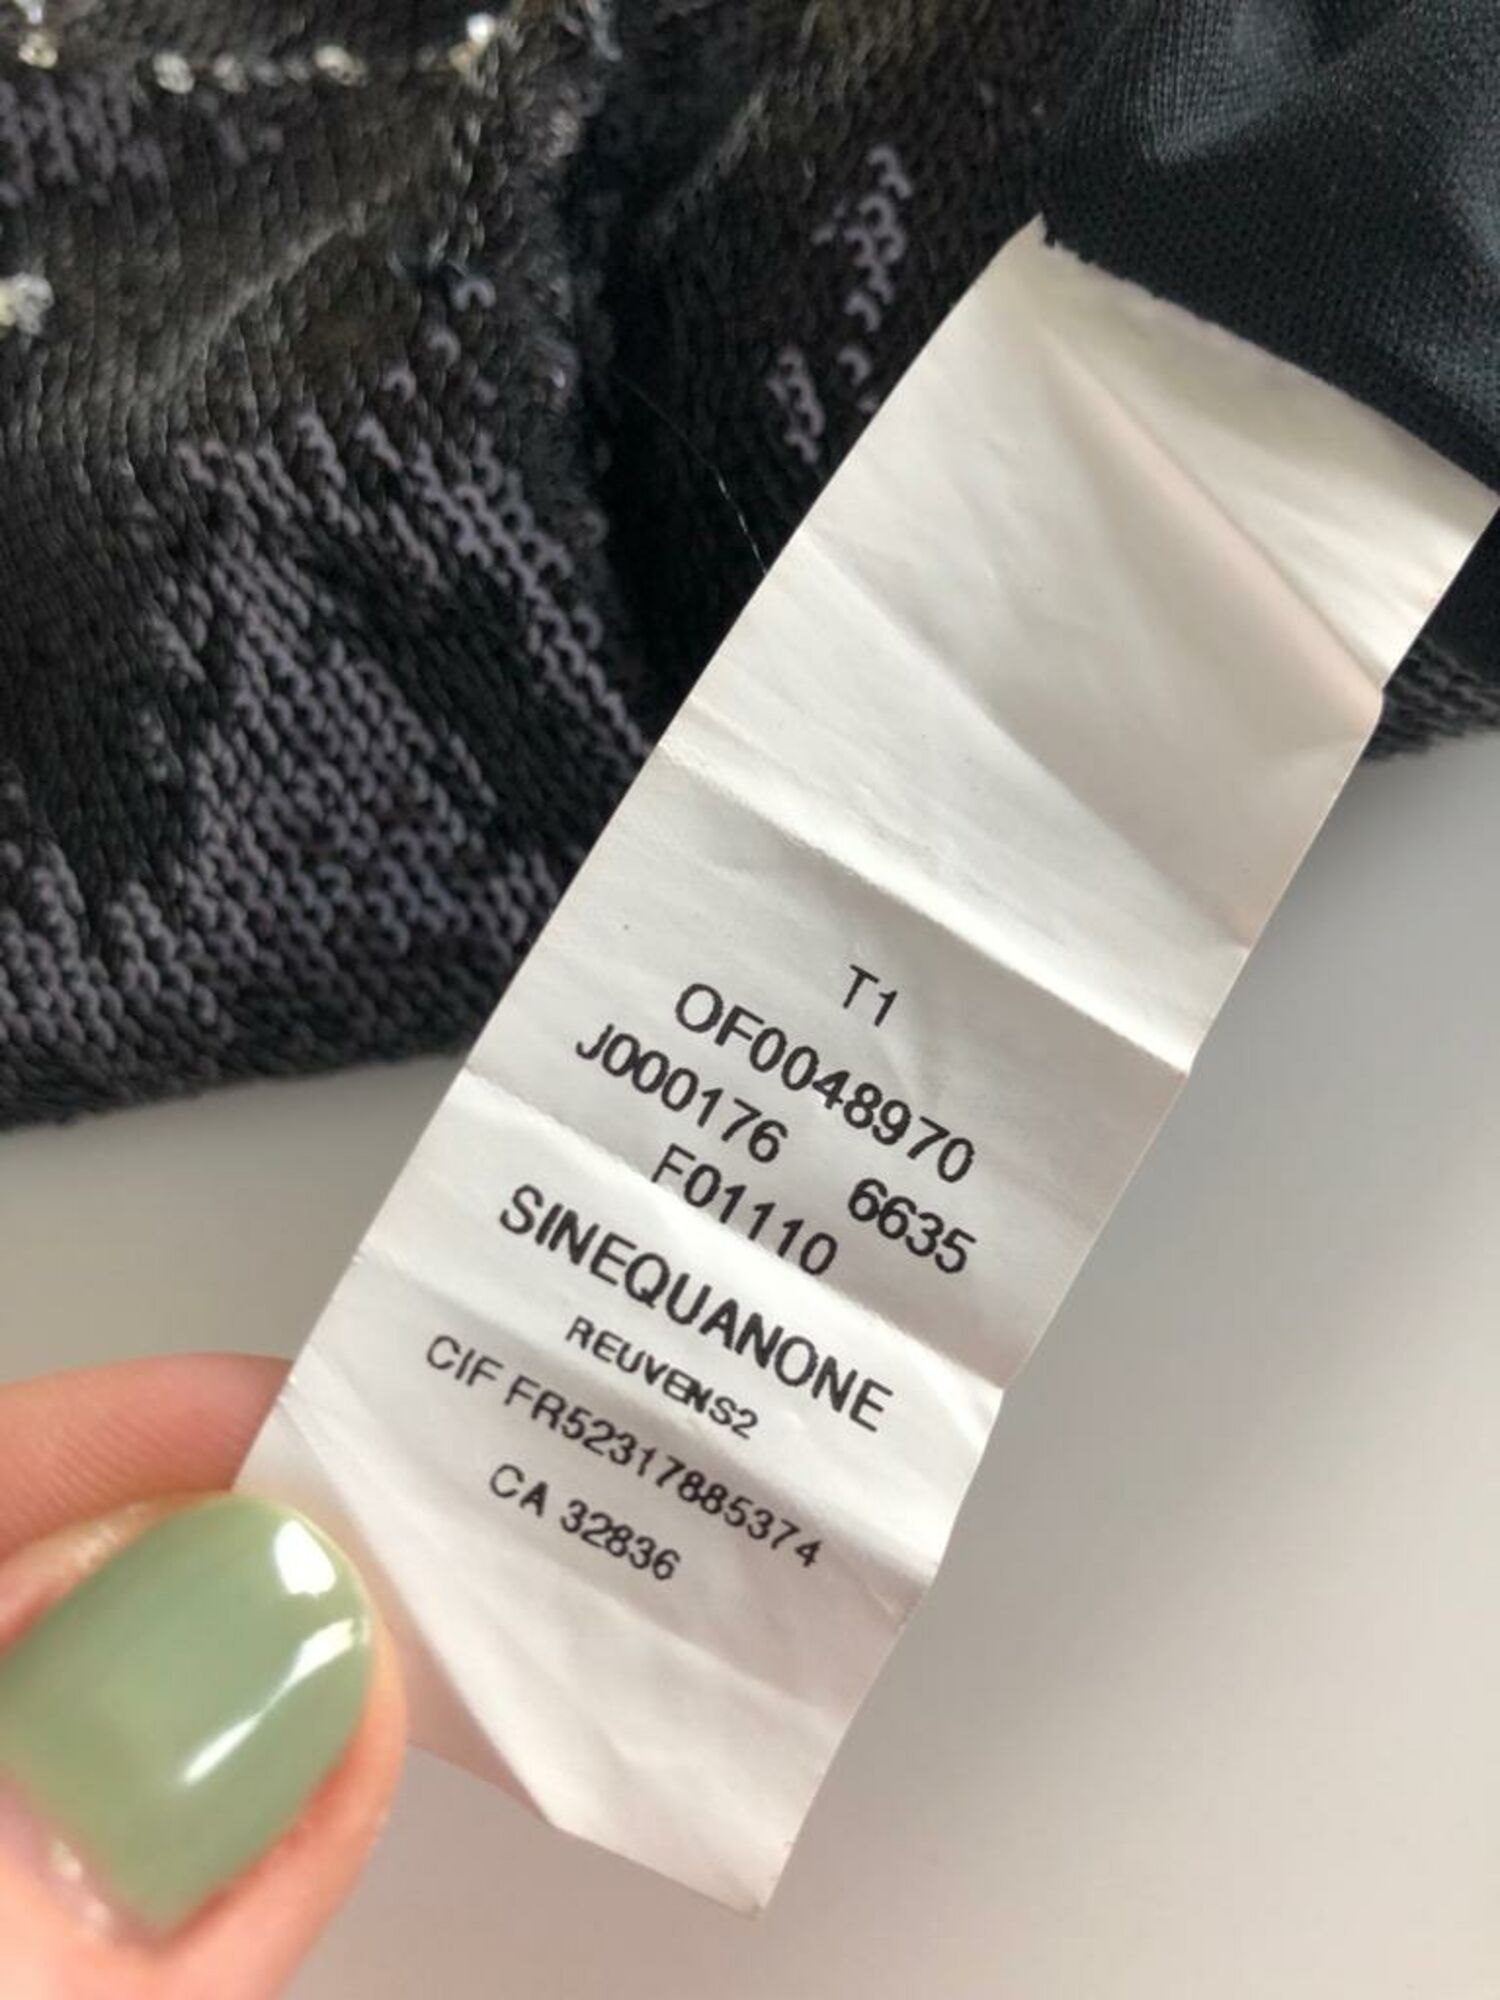 T1
OF0048970
J000176 6635
F01110
SINEQUANONE
REUVENS2
CIF FR52317885374
CA 32836